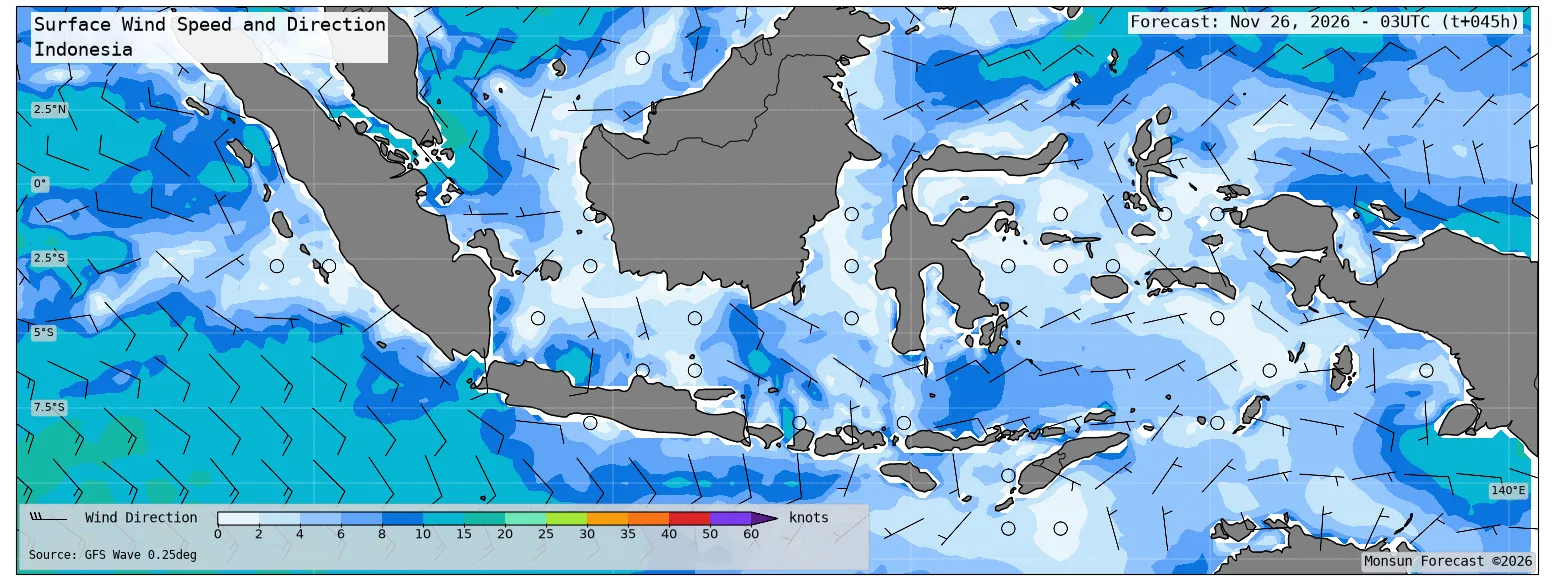 Surface Wind Speed and Direction
Indonesia
Forecast: Nov 26, 2026 - 03UTC (t+045h)
2.5°N
0°
2.5°S
5°S
7.5°S
140°E
Wind Direction
0 2 4 6 8 10 15 20 25 30 35 40 50 60 knots
Source: GFS Wave 0.25deg
Monsun Forecast ©2026